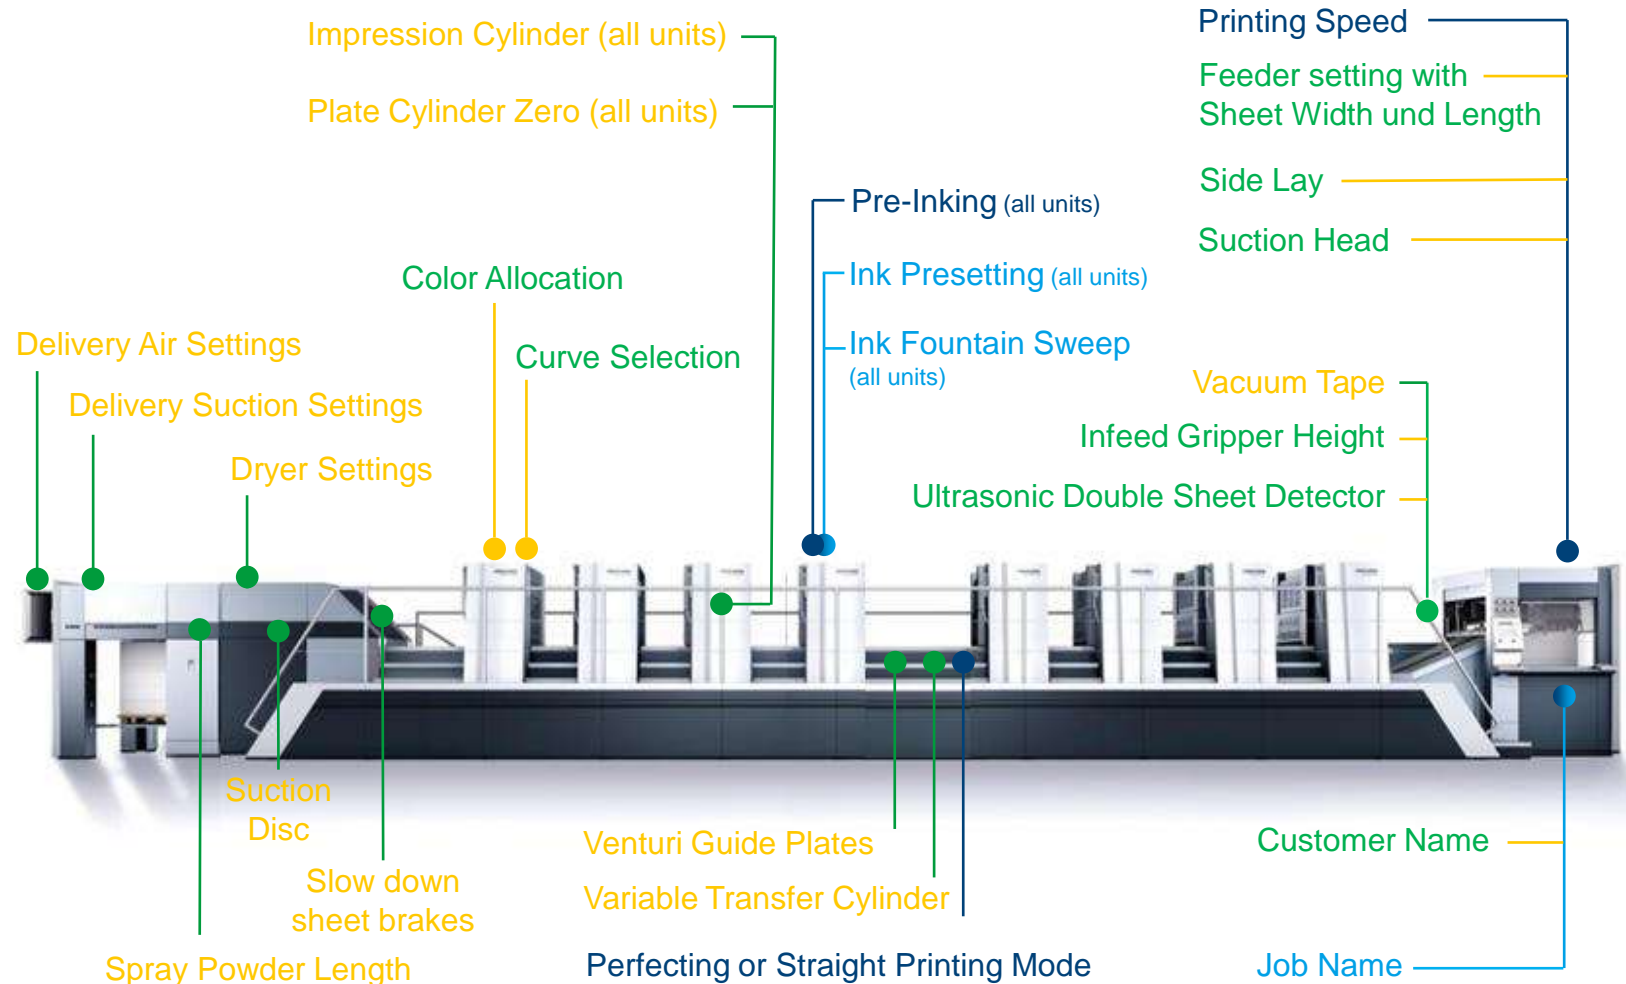 Impression Cylinder (all units)
Plate Cylinder Zero (all units)
Printing Speed
Feeder setting with
Sheet Width und Length
Side Lay
Suction Head
Pre-Inking (all units)
Ink Presetting (all units)
Ink Fountain Sweep
(all units)
Color Allocation
Curve Selection
Delivery Air Settings
Delivery Suction Settings
Dryer Settings
Vacuum Tape
Infeed Gripper Height
Ultrasonic Double Sheet Detector
Suction
Disc
Slow down
sheet brakes
Spray Powder Length
Venturi Guide Plates
Variable Transfer Cylinder
Perfecting or Straight Printing Mode
Customer Name
Job Name